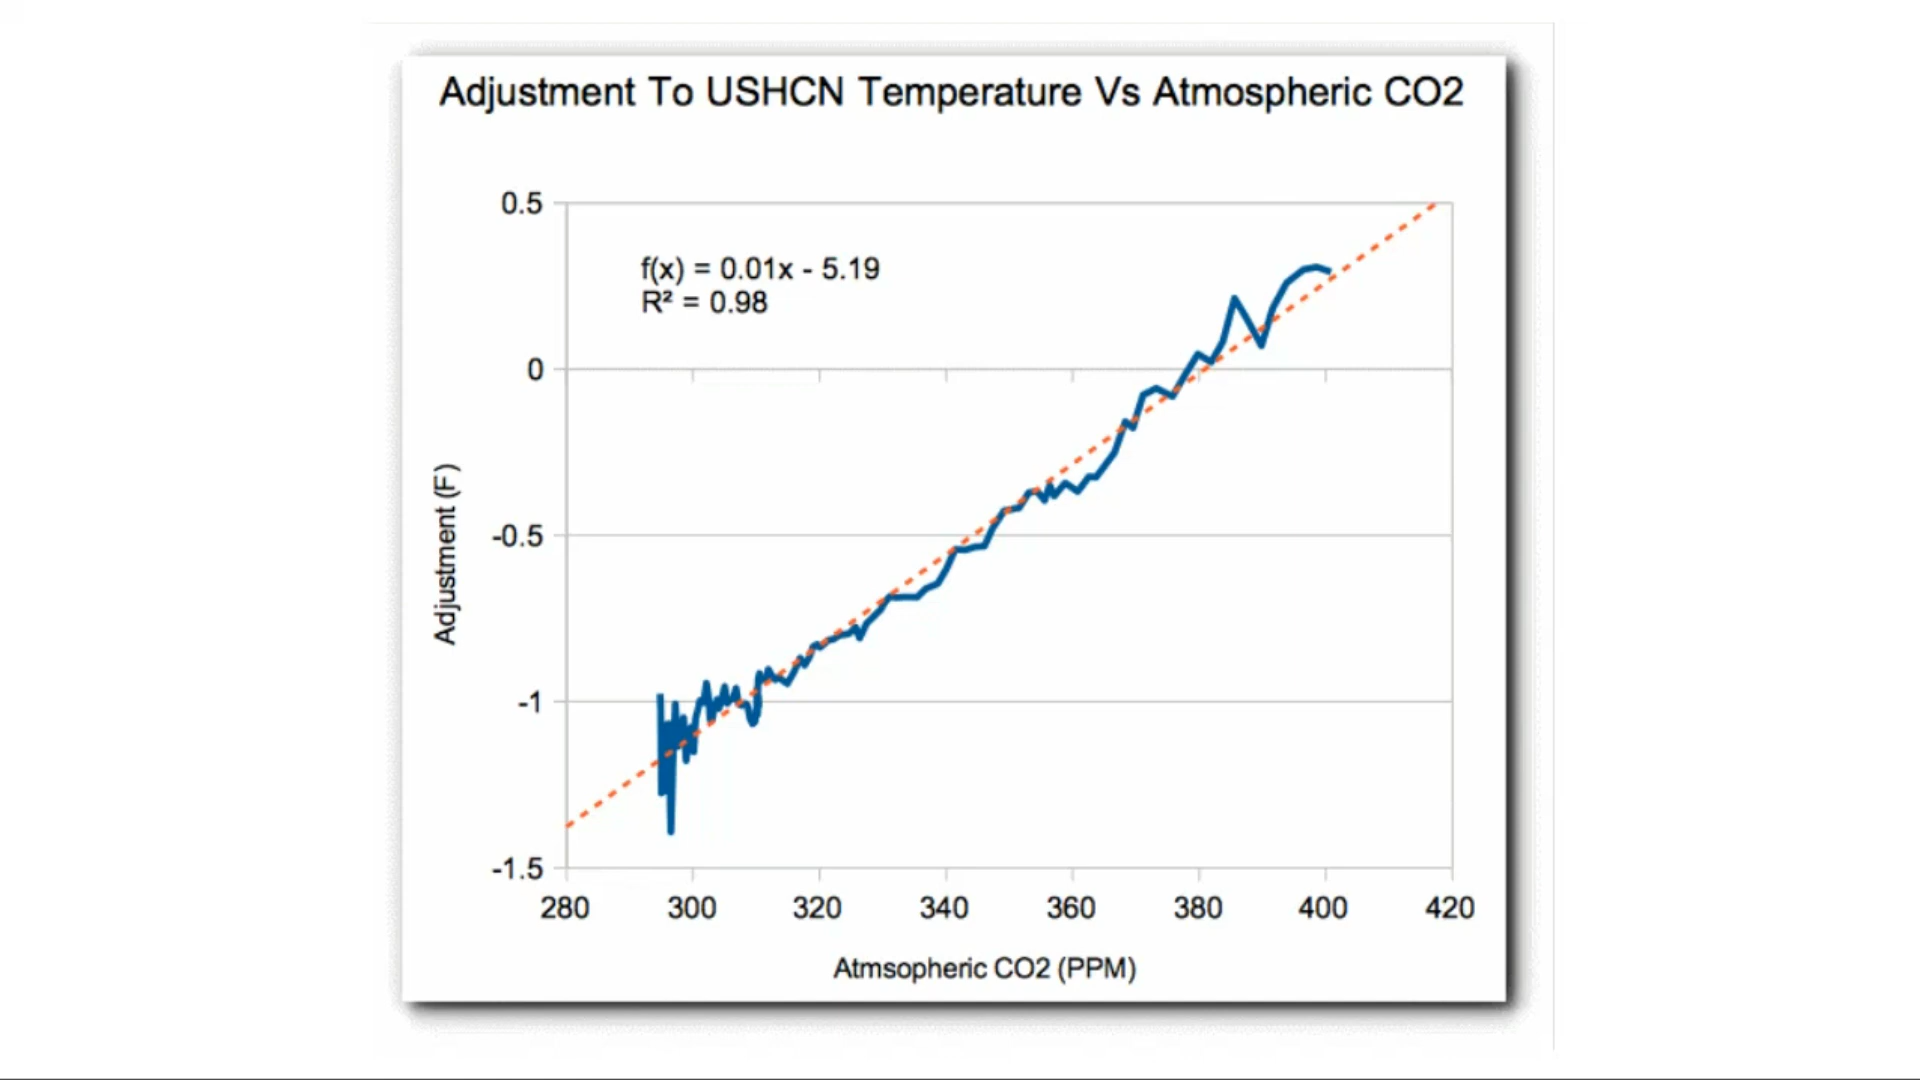 Adjustment To USHCN Temperature Vs Atmospheric CO2
0.5
f(x) = 0.01x - 5.19
R² = 0.98
0
Adjustment (F)
-0.5
-1
-1.5
280 300 320 340 360 380 400 420
Atmsopheric CO2 (PPM)